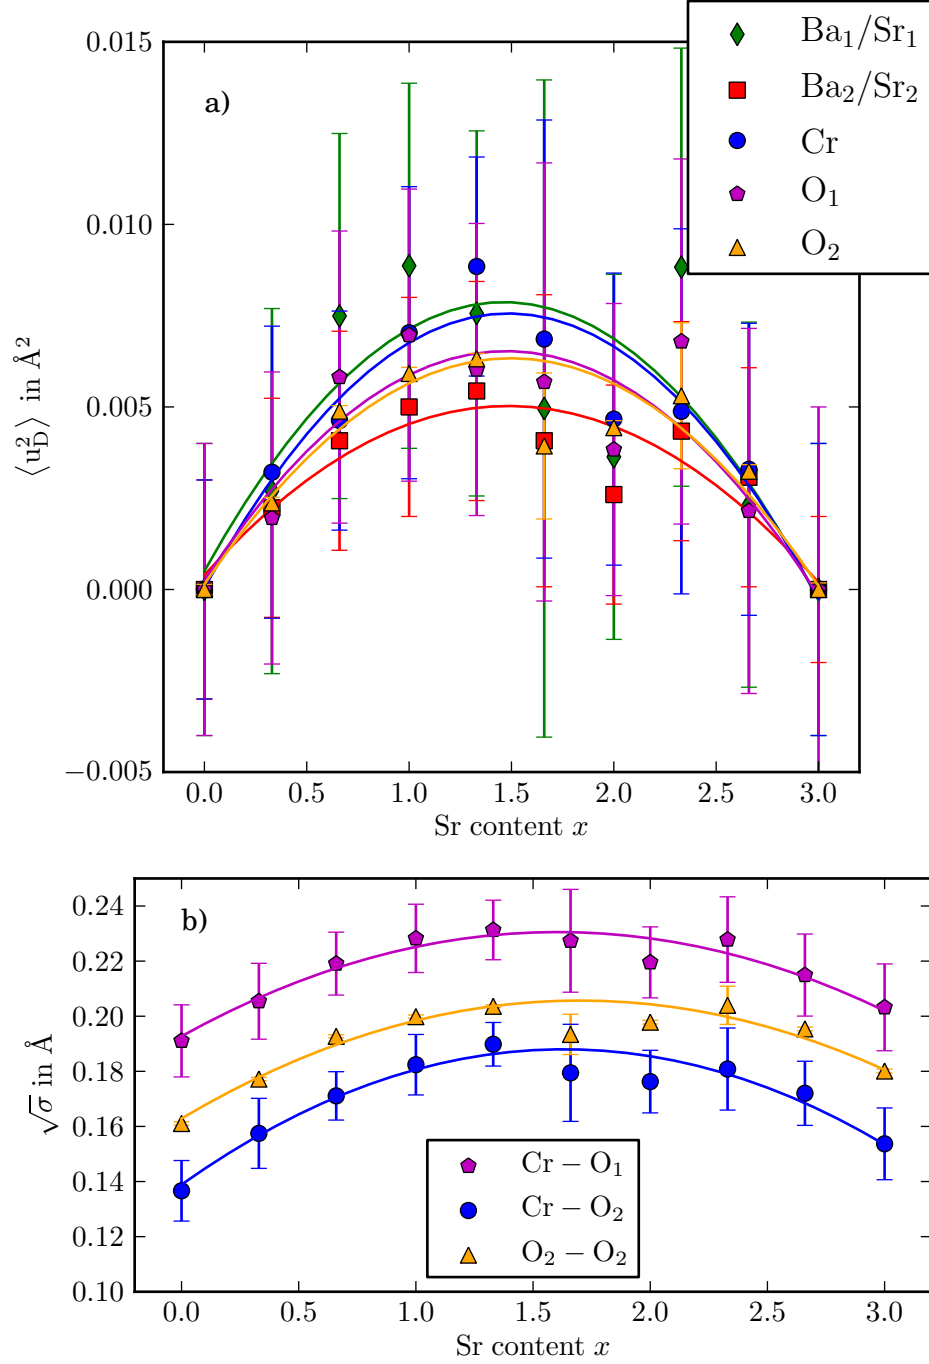 Ba₁/Sr₁
Ba₂/Sr₂
Cr
O₁
O₂
a)
0.015
0.010
0.005
0.000
−0.005
⟨u²_D⟩ in Å²
0.0 0.5 1.0 1.5 2.0 2.5 3.0
Sr content x
b)
0.24
0.22
0.20
0.18
0.16
0.14
0.12
0.10
√σ in Å
Cr − O₁
Cr − O₂
O₂ − O₂
0.0 0.5 1.0 1.5 2.0 2.5 3.0
Sr content x